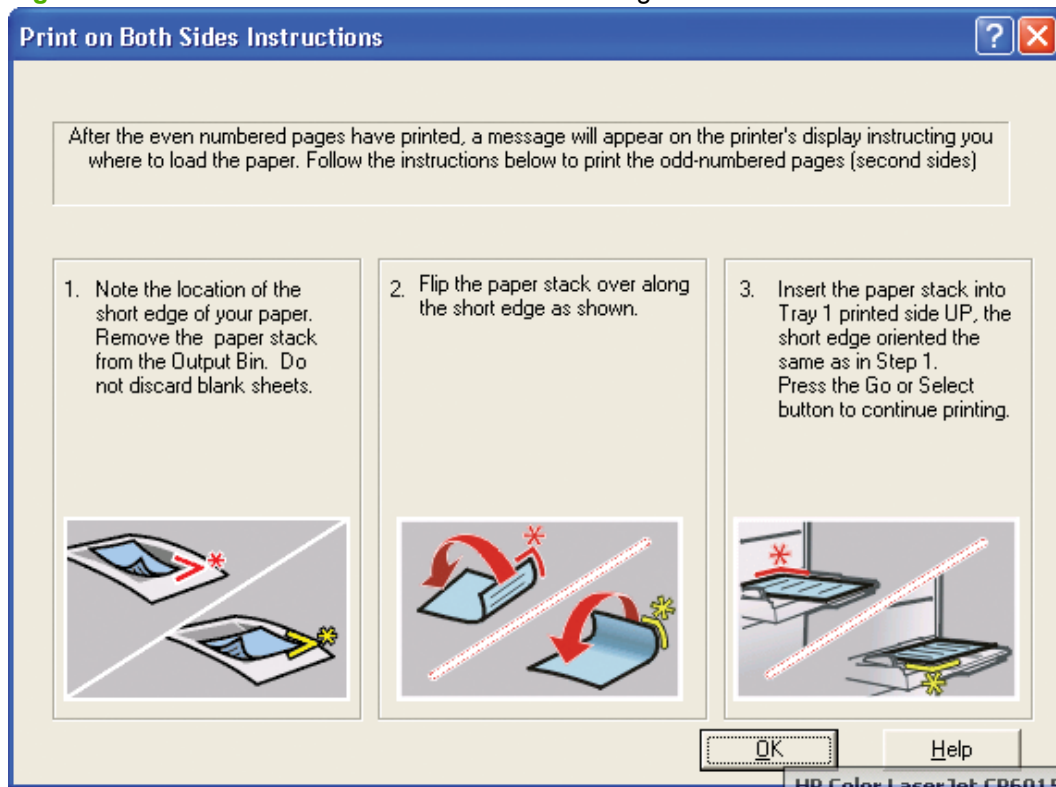 Print on Both Sides Instructions
After the even numbered pages have printed, a message will appear on the printer's display instructing you
where to load the paper. Follow the instructions below to print the odd-numbered pages (second sides)
1. Note the location of the
short edge of your paper.
Remove the paper stack
from the Output Bin. Do
not discard blank sheets.
2. Flip the paper stack over along
the short edge as shown.
3. Insert the paper stack into
Tray 1 printed side UP, the
short edge oriented the
same as in Step 1.
Press the Go or Select
button to continue printing.
OK
Help
HP Color LaserJet CP6015